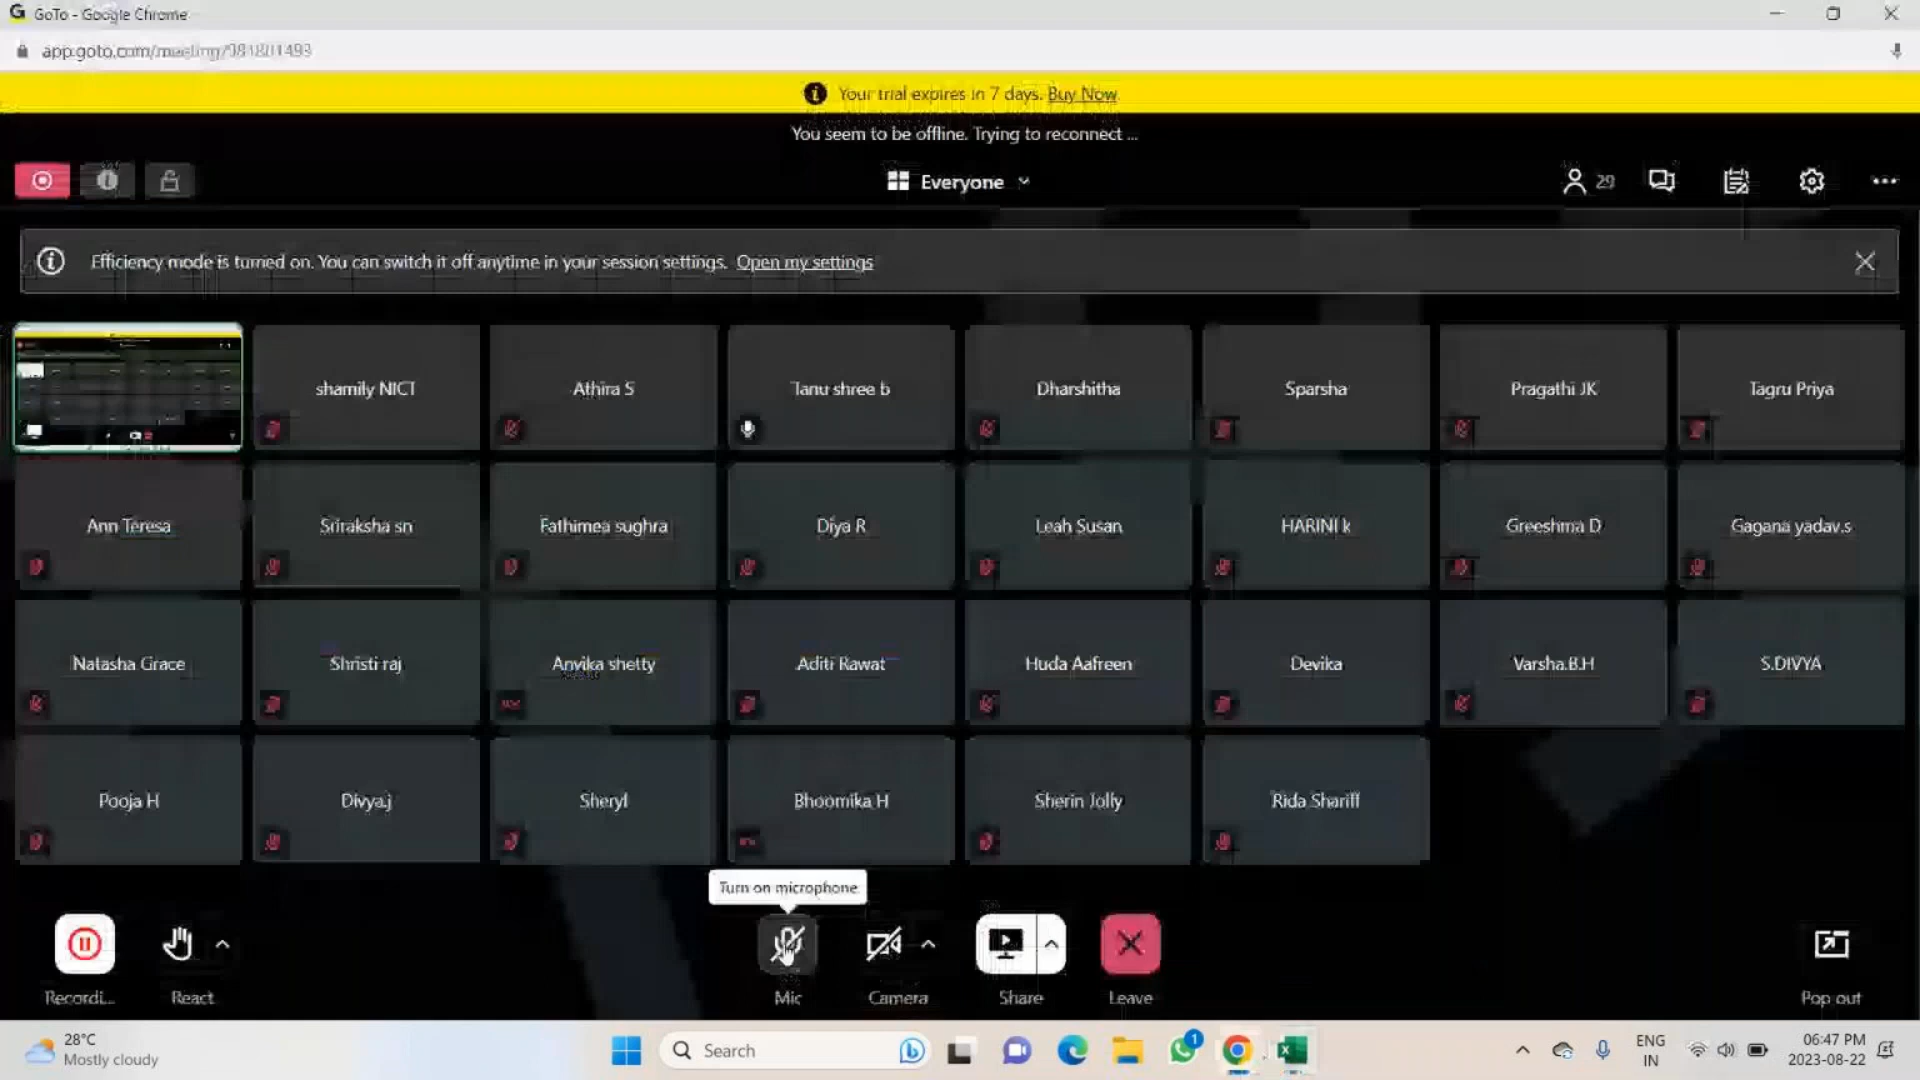 GoTo - Google Chrome
app.goto.com/meeting/981801493
Your trial expires in 7 days. Buy Now.
You seem to be offline. Trying to reconnect ...
Everyone
29
Efficiency mode is turned on. You can switch it off anytime in your session settings. Open my settings
shamily NICT
Athira S
Tanu shree b
Dharshitha
Sparsha
Pragathi JK
Tagru Priya
Ann Teresa
Sriraksha sn
Fathimea sughra
Diya R
Leah Susan
HARINI k
Greeshma D
Gagana yadav.s
Natasha Grace
Shristi raj
Anvika shetty
Aditi Rawat
Huda Aafreen
Devika
Varsha.B.H
S.DIVYA
Pooja H
Divya.j
Sheryl
Bhoomika H
Sherin Jolly
Rida Shariff
Turn on microphone
Recordi...
React
Mic
Camera
Share
Leave
Pop out
28°C
Mostly cloudy
Search
1
ENG
IN
06:47 PM
2023-08-22